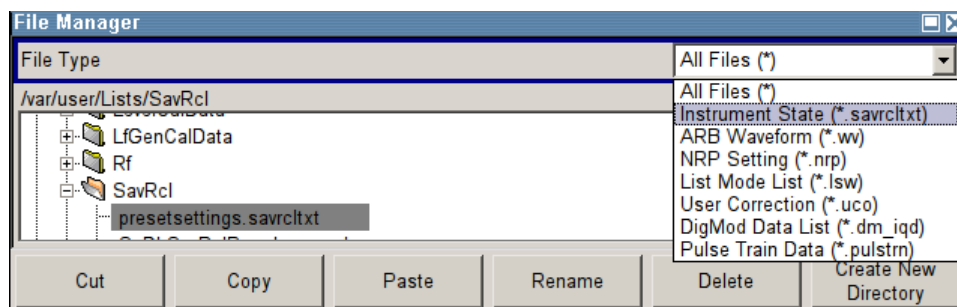 File Manager
File Type
All Files (*)
/var/user/Lists/SavRcl
All Files (*)
Instrument State (*.savrcltxt)
ARB Waveform (*.wv)
NRP Setting (*.nrp)
List Mode List (*.lsw)
User Correction (*.uco)
DigMod Data List (*.dm_iqd)
Pulse Train Data (*.pulstrn)
LfGenCalData
Rf
SavRcl
presetsettings.savrcltxt
Cut
Copy
Paste
Rename
Delete
Create New
Directory